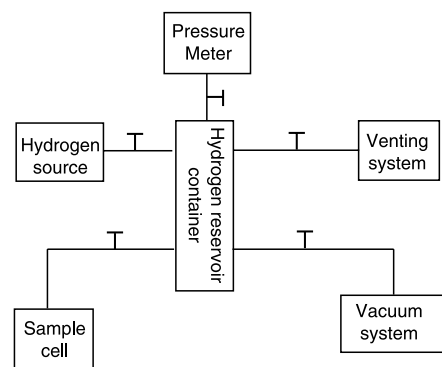 Pressure
Meter
Hydrogen
source
Hydrogen reservoir
container
Venting
system
Sample
cell
Vacuum
system